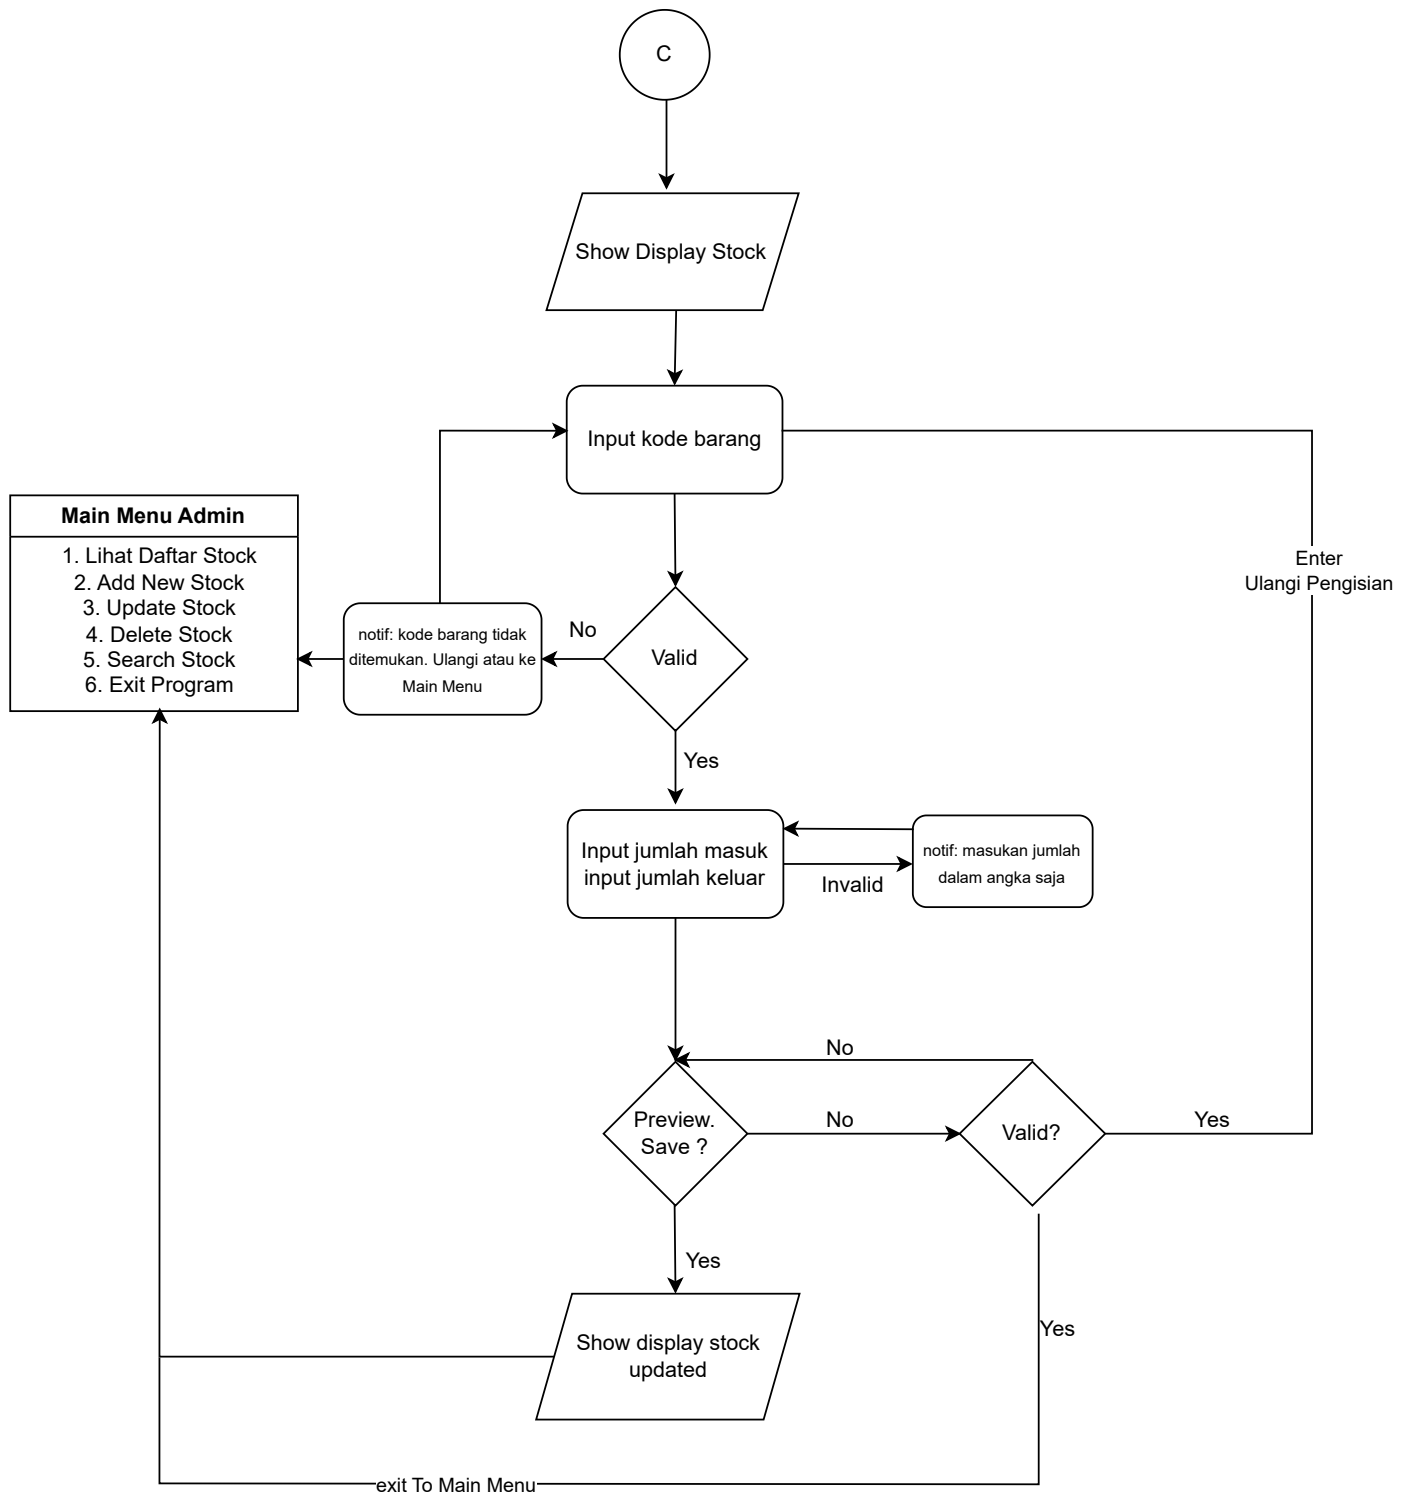 C
Show Display Stock
Input kode barang
Main Menu Admin
1. Lihat Daftar Stock
2. Add New Stock
3. Update Stock
4. Delete Stock
5. Search Stock
6. Exit Program
Enter
Ulangi Pengisian
notif: kode barang tidak
ditemukan. Ulangi atau ke
Main Menu
No
Valid
Yes
Input jumlah masuk
input jumlah keluar
Invalid
notif: masukan jumlah
dalam angka saja
No
Preview.
Save ?
No
Valid?
Yes
Yes
Show display stock
updated
Yes
exit To Main Menu